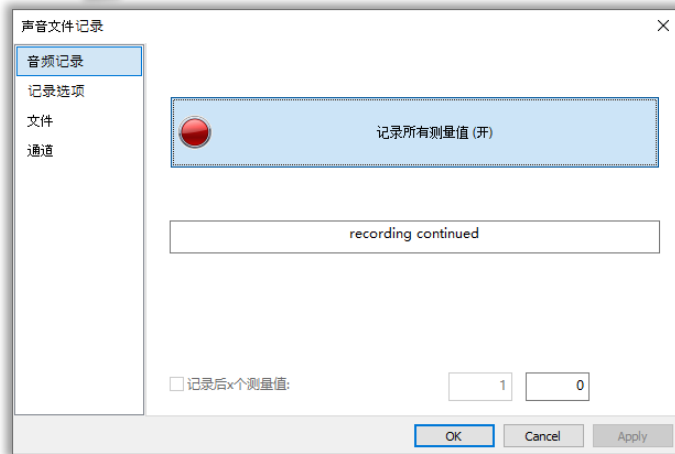 声音文件记录
音频记录
记录选项
文件
通道
记录所有测量值 (开)
recording continued
记录后x个测量值:
1
0
OK
Cancel
Apply